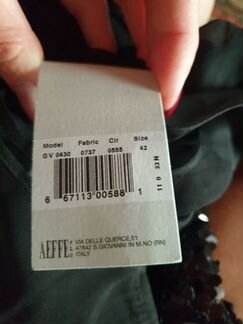 Model Fabric Clr Size
GV 0430 0737 0555 42
6 67113 00588 1
11 0 33N
AEFFE
VIA DELLE QUERCE,51
47842 S.GIOVANNI IN M.NO (RN)
ITALY